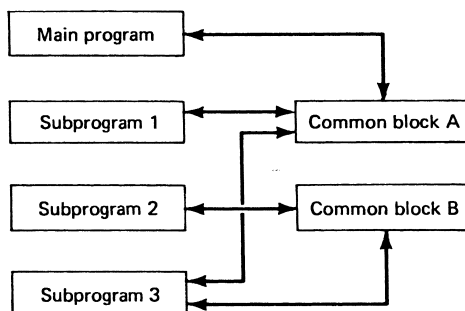 Main program
Subprogram 1
Common block A
Subprogram 2
Common block B
Subprogram 3